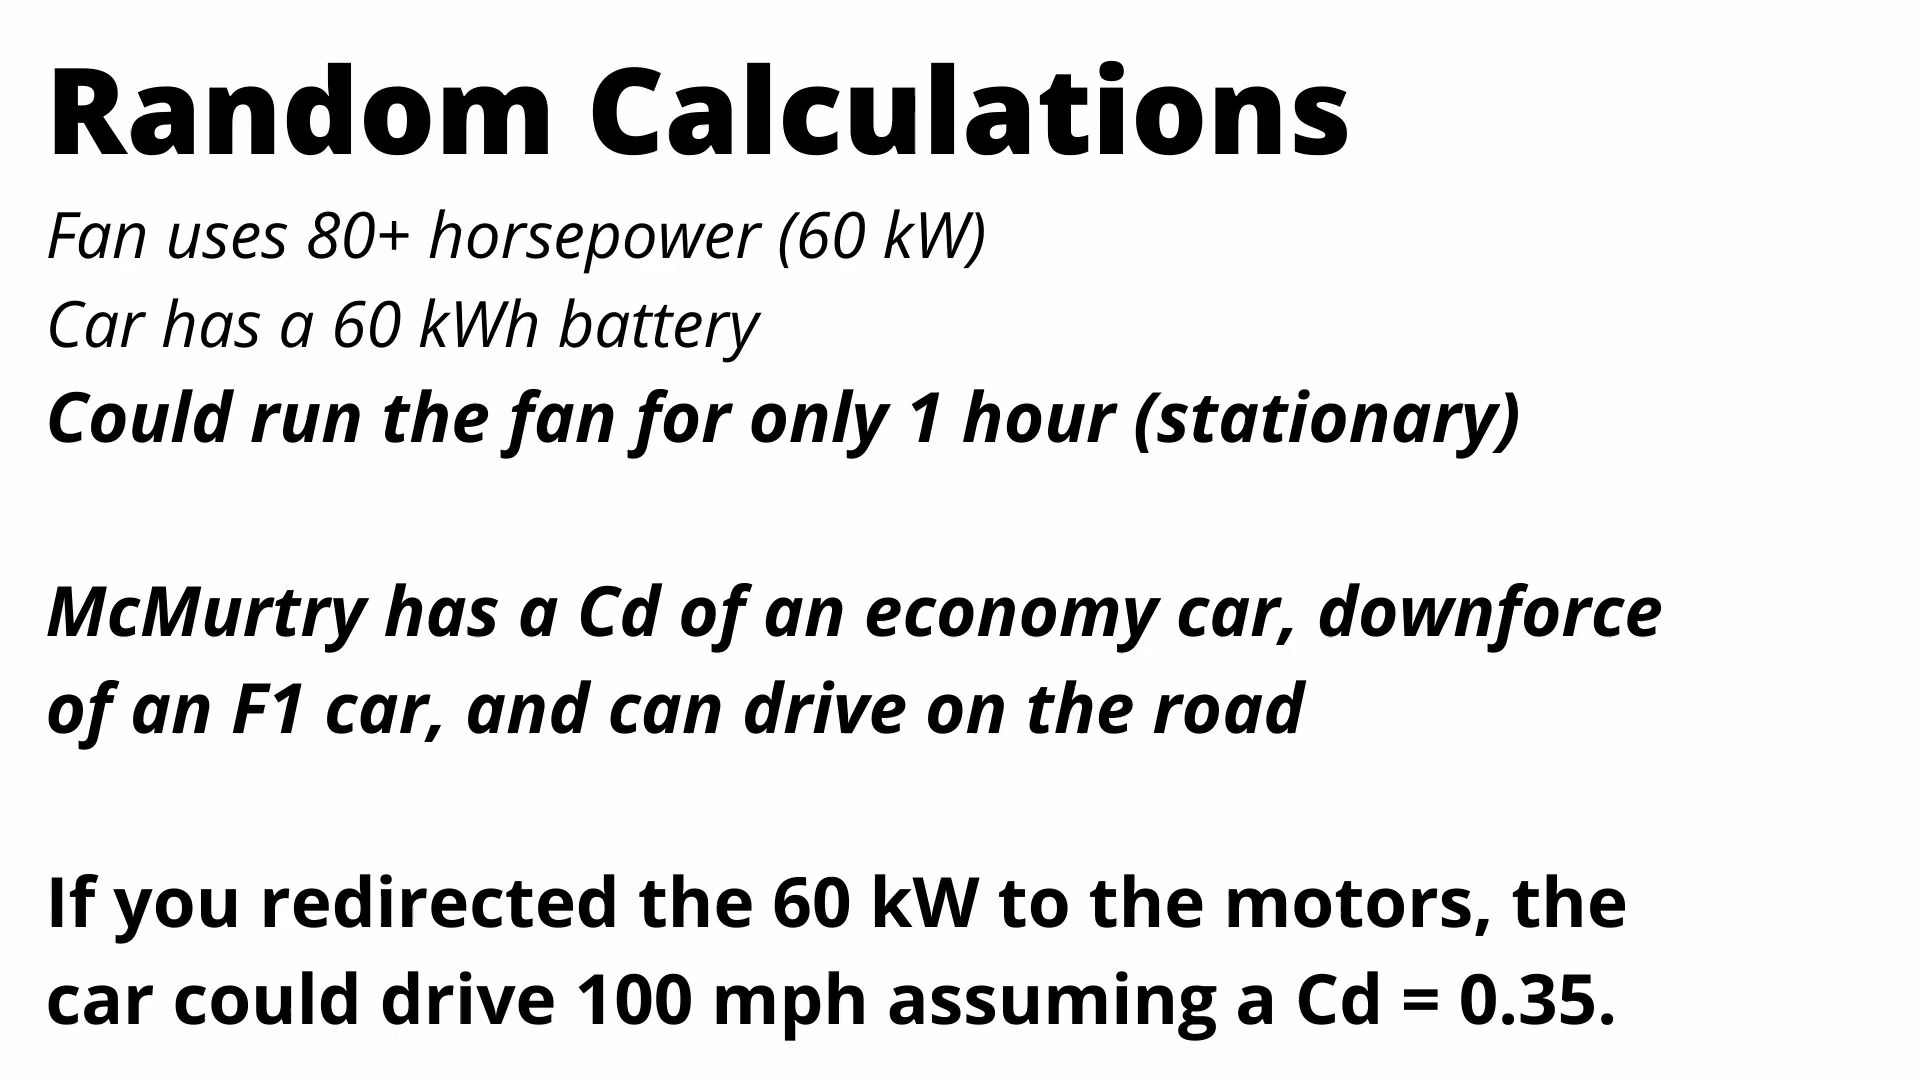 Random Calculations
Fan uses 80+ horsepower (60 kW)
Car has a 60 kWh battery
Could run the fan for only 1 hour (stationary)
McMurtry has a Cd of an economy car, downforce
of an F1 car, and can drive on the road
If you redirected the 60 kW to the motors, the
car could drive 100 mph assuming a Cd = 0.35.